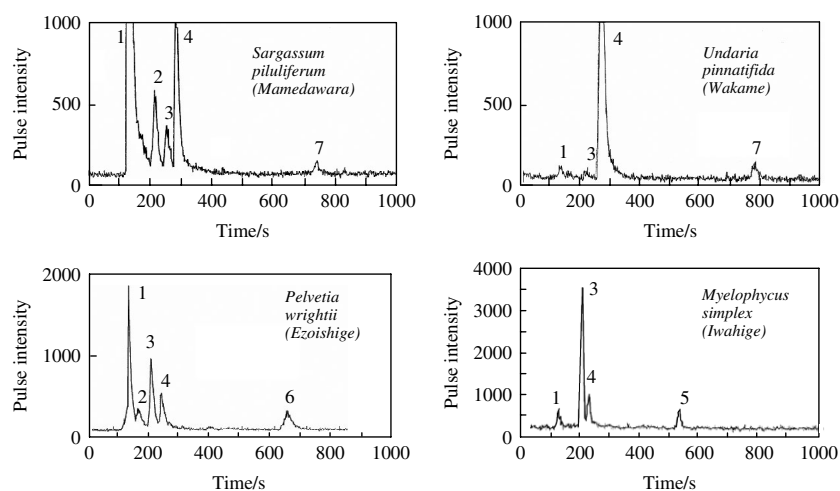 1000
500
0
Pulse intensity
1
2
3
4
7
Sargassum
piluliferum
(Mamedawara)
0 200 400 600 800 1000
Time/s
1000
500
0
Pulse intensity
1
3
4
7
Undaria
pinnatifida
(Wakame)
0 200 400 600 800 1000
Time/s
2000
1000
0
Pulse intensity
1
2
3
4
6
Pelvetia
wrightii
(Ezoishige)
0 200 400 600 800 1000
Time/s
4000
3000
2000
1000
0
Pulse intensity
1
3
4
5
Myelophycus
simplex
(Iwahige)
0 200 400 600 800 1000
Time/s